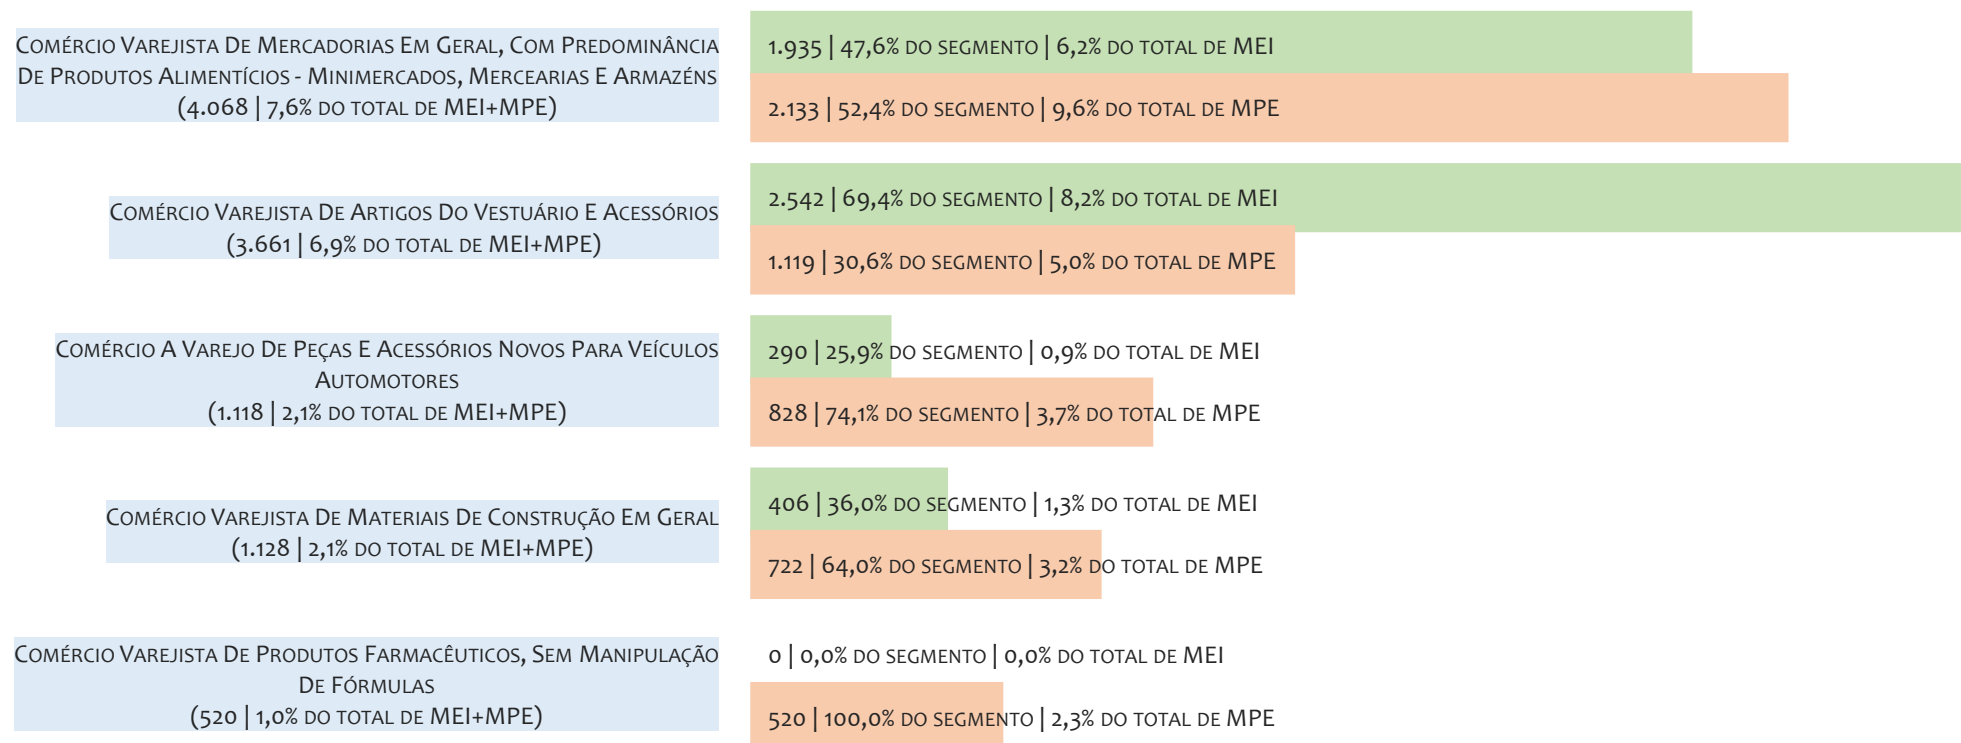 Comércio Varejista De Mercadorias Em Geral, Com Predominância
De Produtos Alimentícios - Minimercados, Mercearias E Armazéns
(4.068 | 7,6% do total de MEI+MPE)
1.935 | 47,6% do segmento | 6,2% do total de MEI
2.133 | 52,4% do segmento | 9,6% do total de MPE
Comércio Varejista De Artigos Do Vestuário E Acessórios
(3.661 | 6,9% do total de MEI+MPE)
2.542 | 69,4% do segmento | 8,2% do total de MEI
1.119 | 30,6% do segmento | 5,0% do total de MPE
Comércio A Varejo De Peças E Acessórios Novos Para Veículos
Automotores
(1.118 | 2,1% do total de MEI+MPE)
290 | 25,9% do segmento | 0,9% do total de MEI
828 | 74,1% do segmento | 3,7% do total de MPE
Comércio Varejista De Materiais De Construção Em Geral
(1.128 | 2,1% do total de MEI+MPE)
406 | 36,0% do segmento | 1,3% do total de MEI
722 | 64,0% do segmento | 3,2% do total de MPE
Comércio Varejista De Produtos Farmacêuticos, Sem Manipulação
De Fórmulas
(520 | 1,0% do total de MEI+MPE)
0 | 0,0% do segmento | 0,0% do total de MEI
520 | 100,0% do segmento | 2,3% do total de MPE